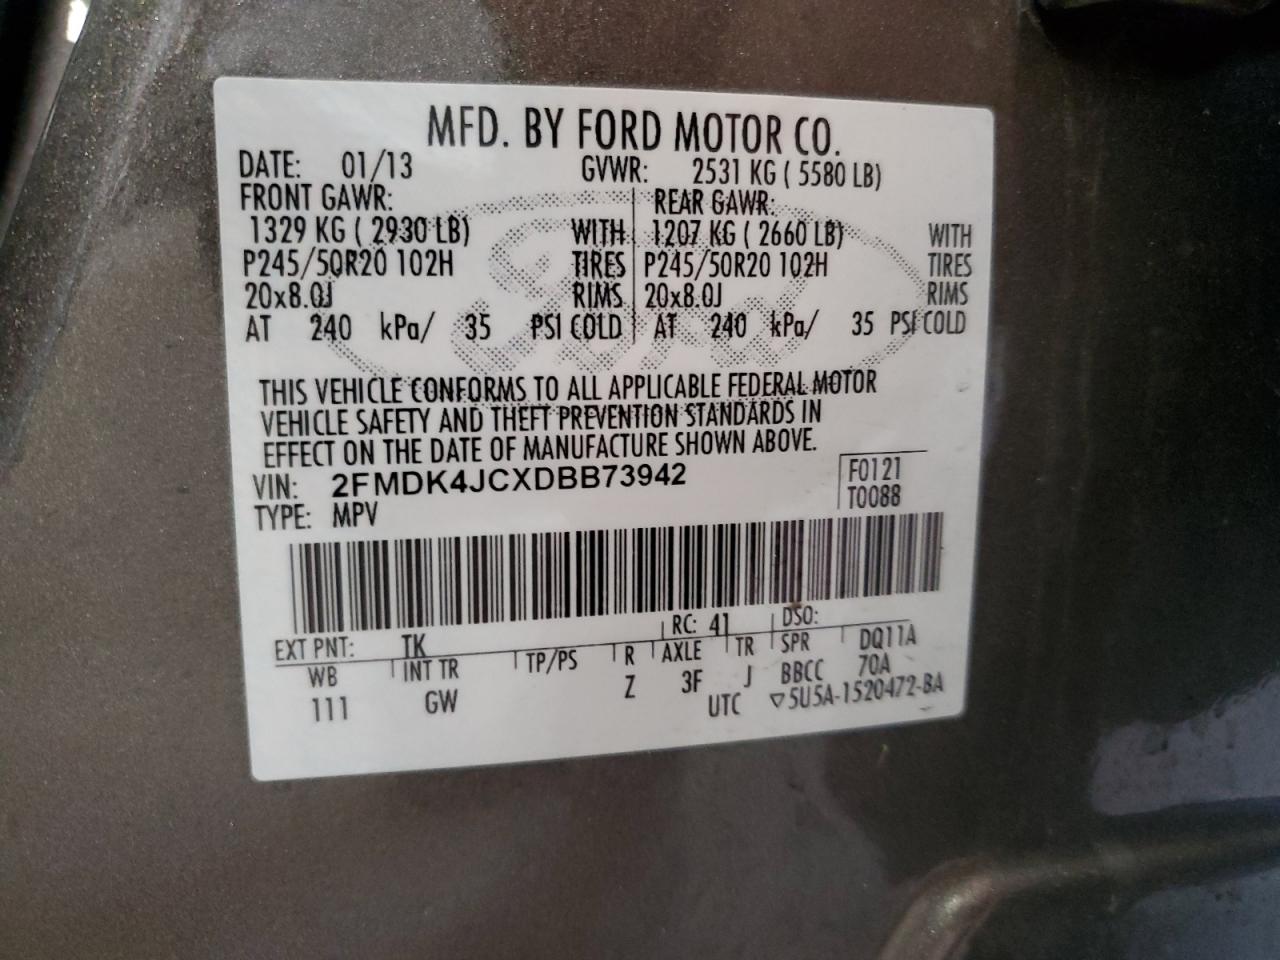 MFD. BY FORD MOTOR CO.
DATE: 01/13 GVWR: 2531 KG ( 5580 LB)
FRONT GAWR: REAR GAWR:
1329 KG ( 2930 LB) WITH 1207 KG ( 2660 LB) WITH
P245/50R20 102H TIRES P245/50R20 102H TIRES
20x8.0J RIMS 20x8.0J RIMS
AT 240 kPa/ 35 PSI COLD AT 240 kPa/ 35 PSI COLD
THIS VEHICLE CONFORMS TO ALL APPLICABLE FEDERAL MOTOR
VEHICLE SAFETY AND THEFT PREVENTION STANDARDS IN
EFFECT ON THE DATE OF MANUFACTURE SHOWN ABOVE.
VIN: 2FMDK4JCXDBB73942 F0121
TYPE: MPV T0088
EXT PNT: TK RC: 41 DSO:
WB INT TR TP/PS R AXLE TR SPR DQ11A
111 GW Z 3F J BBCC 70A
UTC ▽5U5A-1520472-BA
Ford